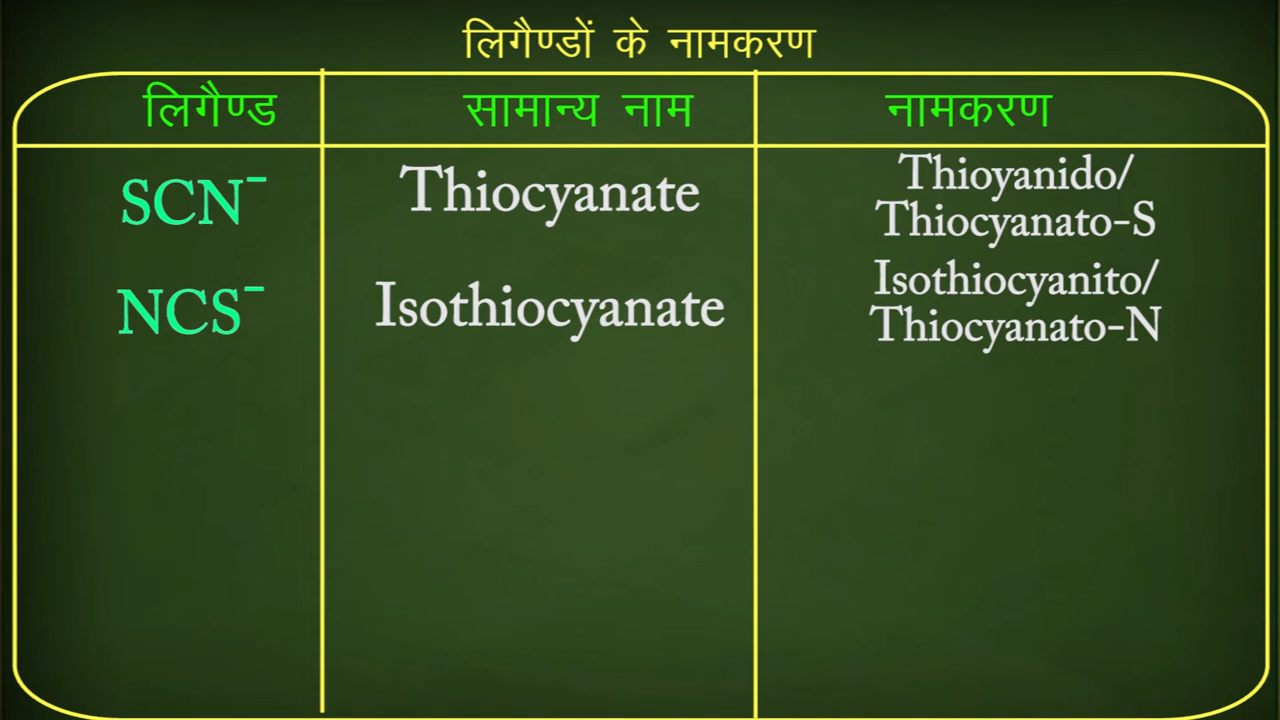 लिगैण्डों के नामकरण
लिगैण्ड सामान्य नाम नामकरण
SCN⁻ Thiocyanate Thioyanido/
Thiocyanato-S
NCS⁻ Isothiocyanate Isothiocyanito/
Thiocyanato-N